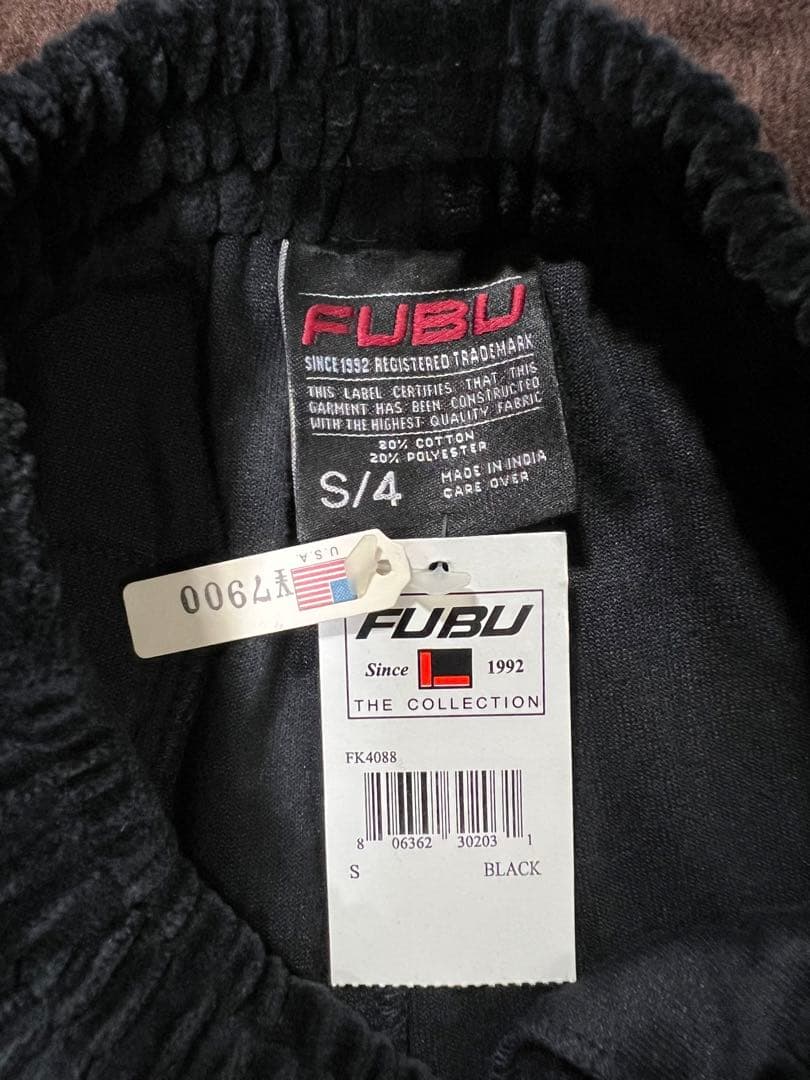 FUBU
SINCE 1992 REGISTERED TRADEMARK
THIS LABEL CERTIFIES THAT THIS
GARMENT HAS BEEN CONSTRUCTED
WITH THE HIGHEST QUALITY FABRIC
80% COTTON
20% POLYESTER
S/4
MADE IN INDIA
CARE OVER
U.S.A.
¥7900
FUBU
Since 1992
THE COLLECTION
FK4088
8 06362 30203 1
S BLACK